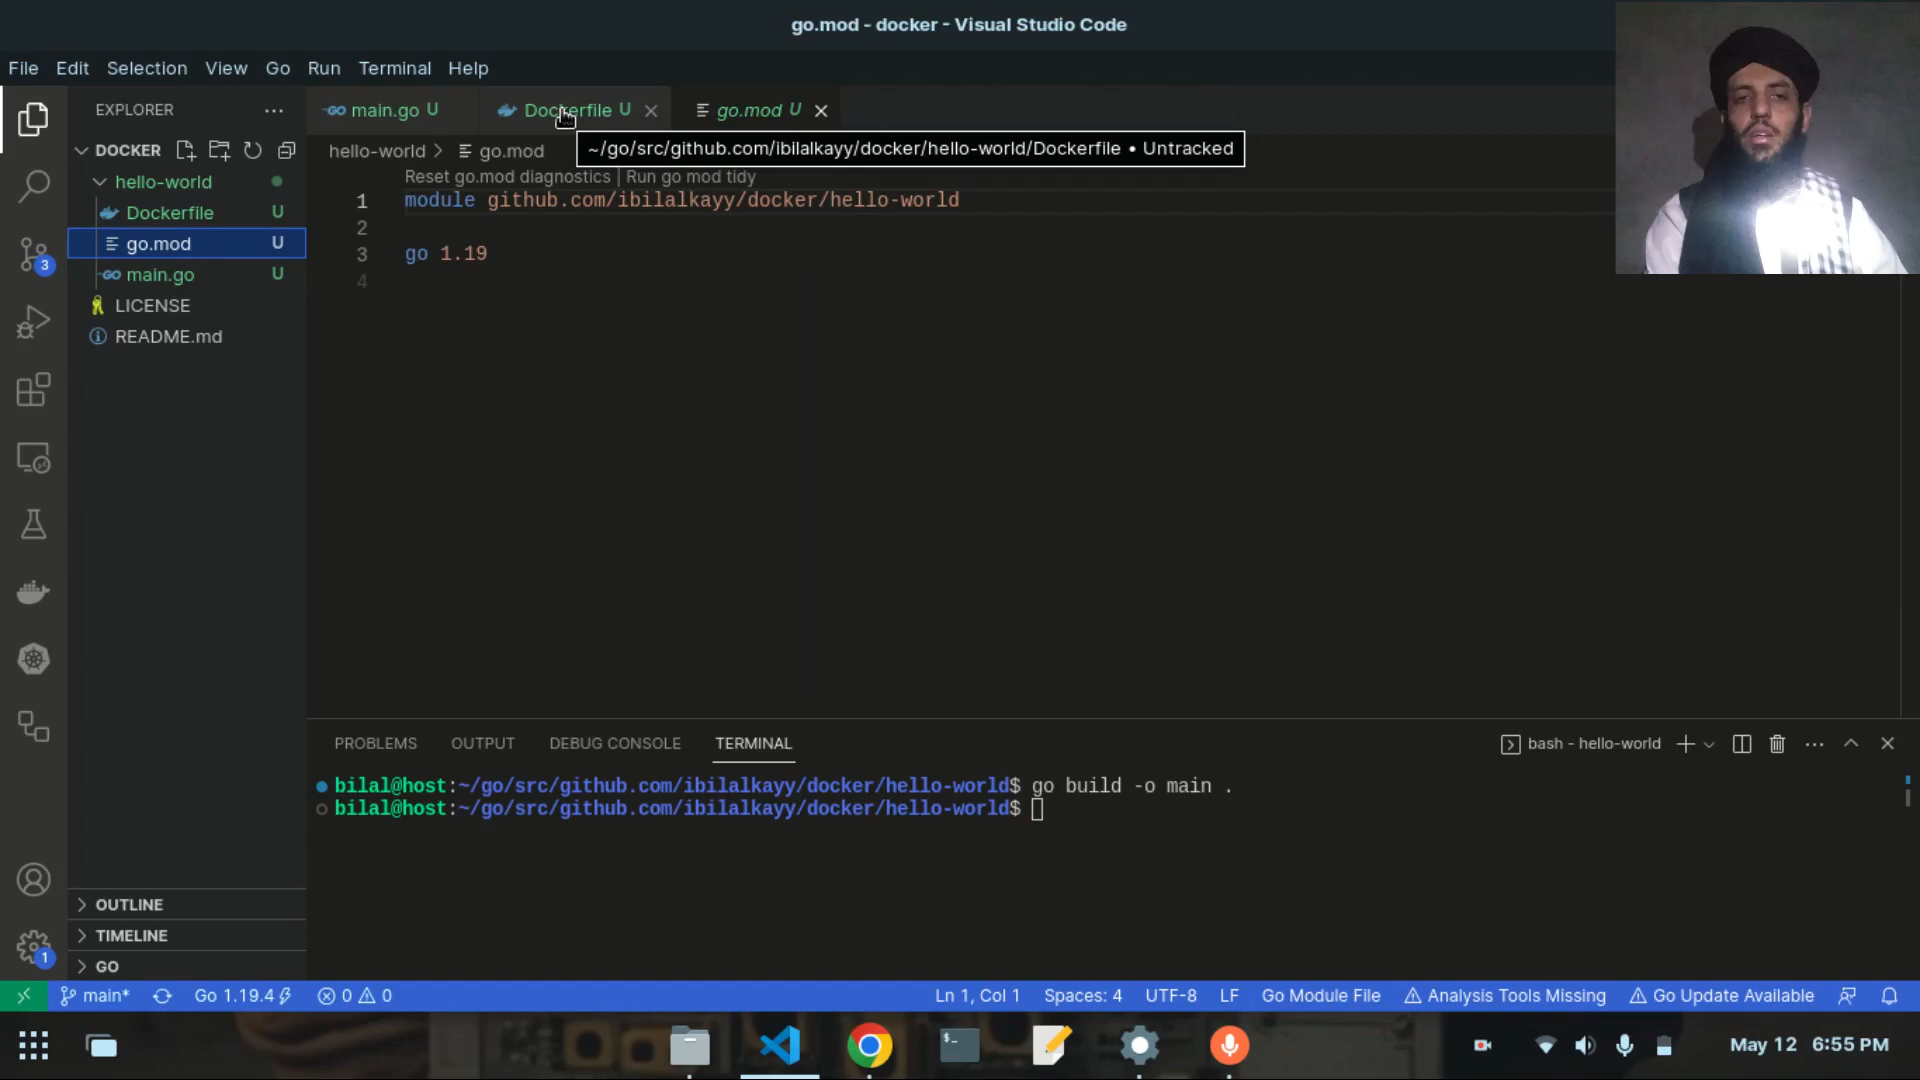 go.mod - docker - Visual Studio Code
File Edit Selection View Go Run Terminal Help
EXPLORER ···
main.go U
Dockerfile U
go.mod U
DOCKER
hello-world
Dockerfile U
go.mod U
main.go U
LICENSE
README.md
hello-world > go.mod
~/go/src/github.com/ibilalkayy/docker/hello-world/Dockerfile • Untracked
Reset go.mod diagnostics | Run go mod tidy
1 module github.com/ibilalkayy/docker/hello-world
2
3 go 1.19
4
3
1
OUTLINE
TIMELINE
GO
PROBLEMS OUTPUT DEBUG CONSOLE TERMINAL
bash - hello-world
bilal@host:~/go/src/github.com/ibilalkayy/docker/hello-world$ go build -o main .
bilal@host:~/go/src/github.com/ibilalkayy/docker/hello-world$
main* Go 1.19.4 0 0 Ln 1, Col 1 Spaces: 4 UTF-8 LF Go Module File Analysis Tools Missing Go Update Available
May 12 6:55 PM